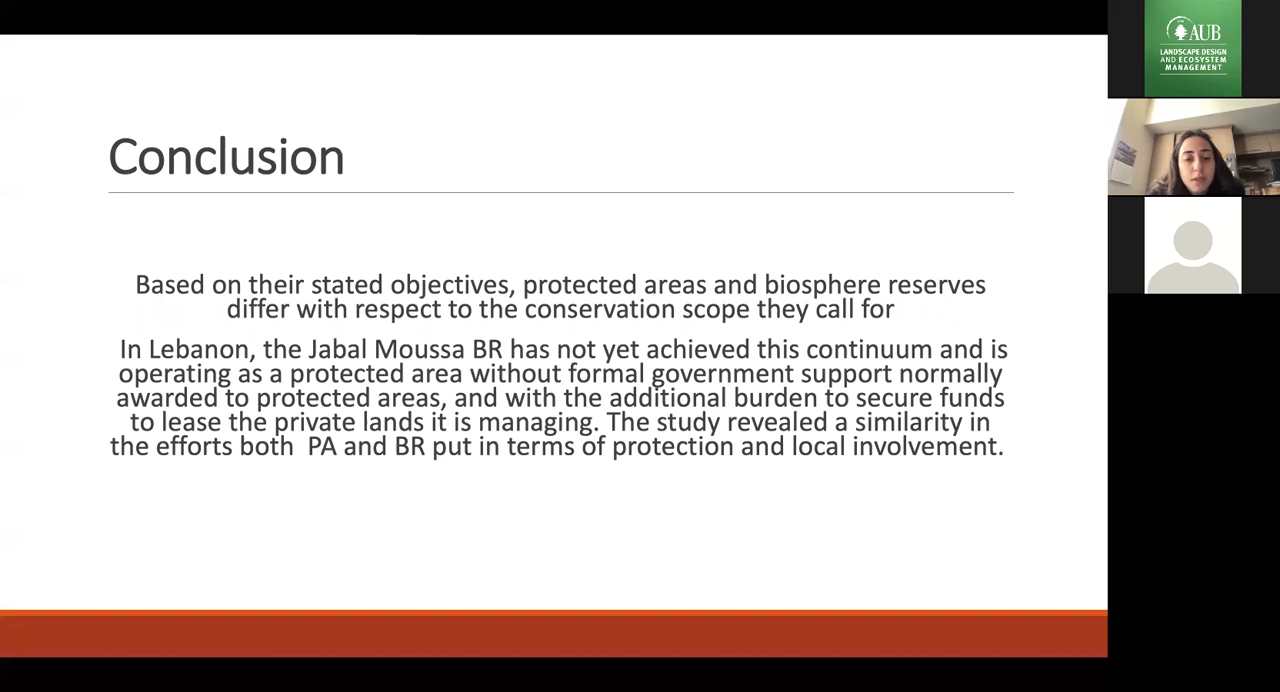 Conclusion
Based on their stated objectives, protected areas and biosphere reserves
differ with respect to the conservation scope they call for
In Lebanon, the Jabal Moussa BR has not yet achieved this continuum and is
operating as a protected area without formal government support normally
awarded to protected areas, and with the additional burden to secure funds
to lease the private lands it is managing. The study revealed a similarity in
the efforts both  PA and BR put in terms of protection and local involvement.
AUB
LANDSCAPE DESIGN
AND ECOSYSTEM
MANAGEMENT